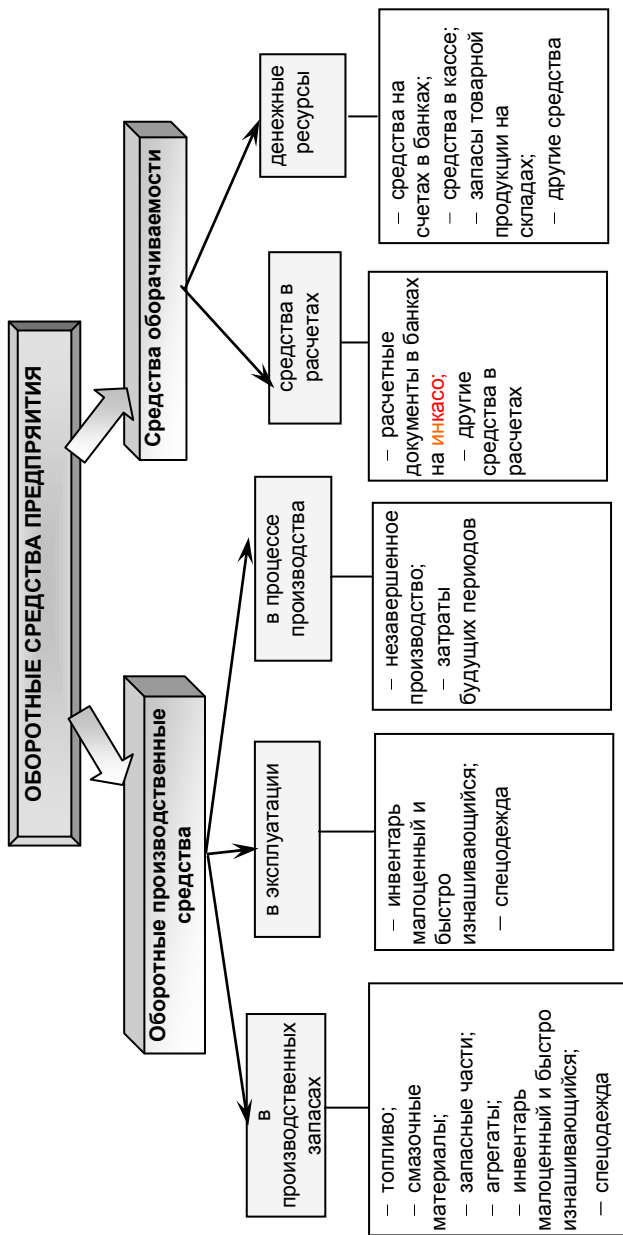 ОБОРОТНЫЕ СРЕДСТВА ПРЕДПРЯИТИЯ
Оборотные производственные
средства
Средства оборачиваемости
в
производственных
запасах
в эксплуатации
в процессе
производства
средства в
расчетах
денежные
ресурсы
– топливо;
– смазочные
материалы;
– запасные части;
– агрегаты;
– инвентарь
малоценный и быстро
изнашивающийся;
– спецодежда
– инвентарь
малоценный и
быстро
изнашивающийся;
– спецодежда
– незавершенное
производство;
– затраты
будущих периодов
– расчетные
документы в банках
на инкасо;
– другие
средства в
расчетах
– средства на
счетах в банках;
– средства в кассе;
– запасы товарной
продукции на
складах;
– другие средства